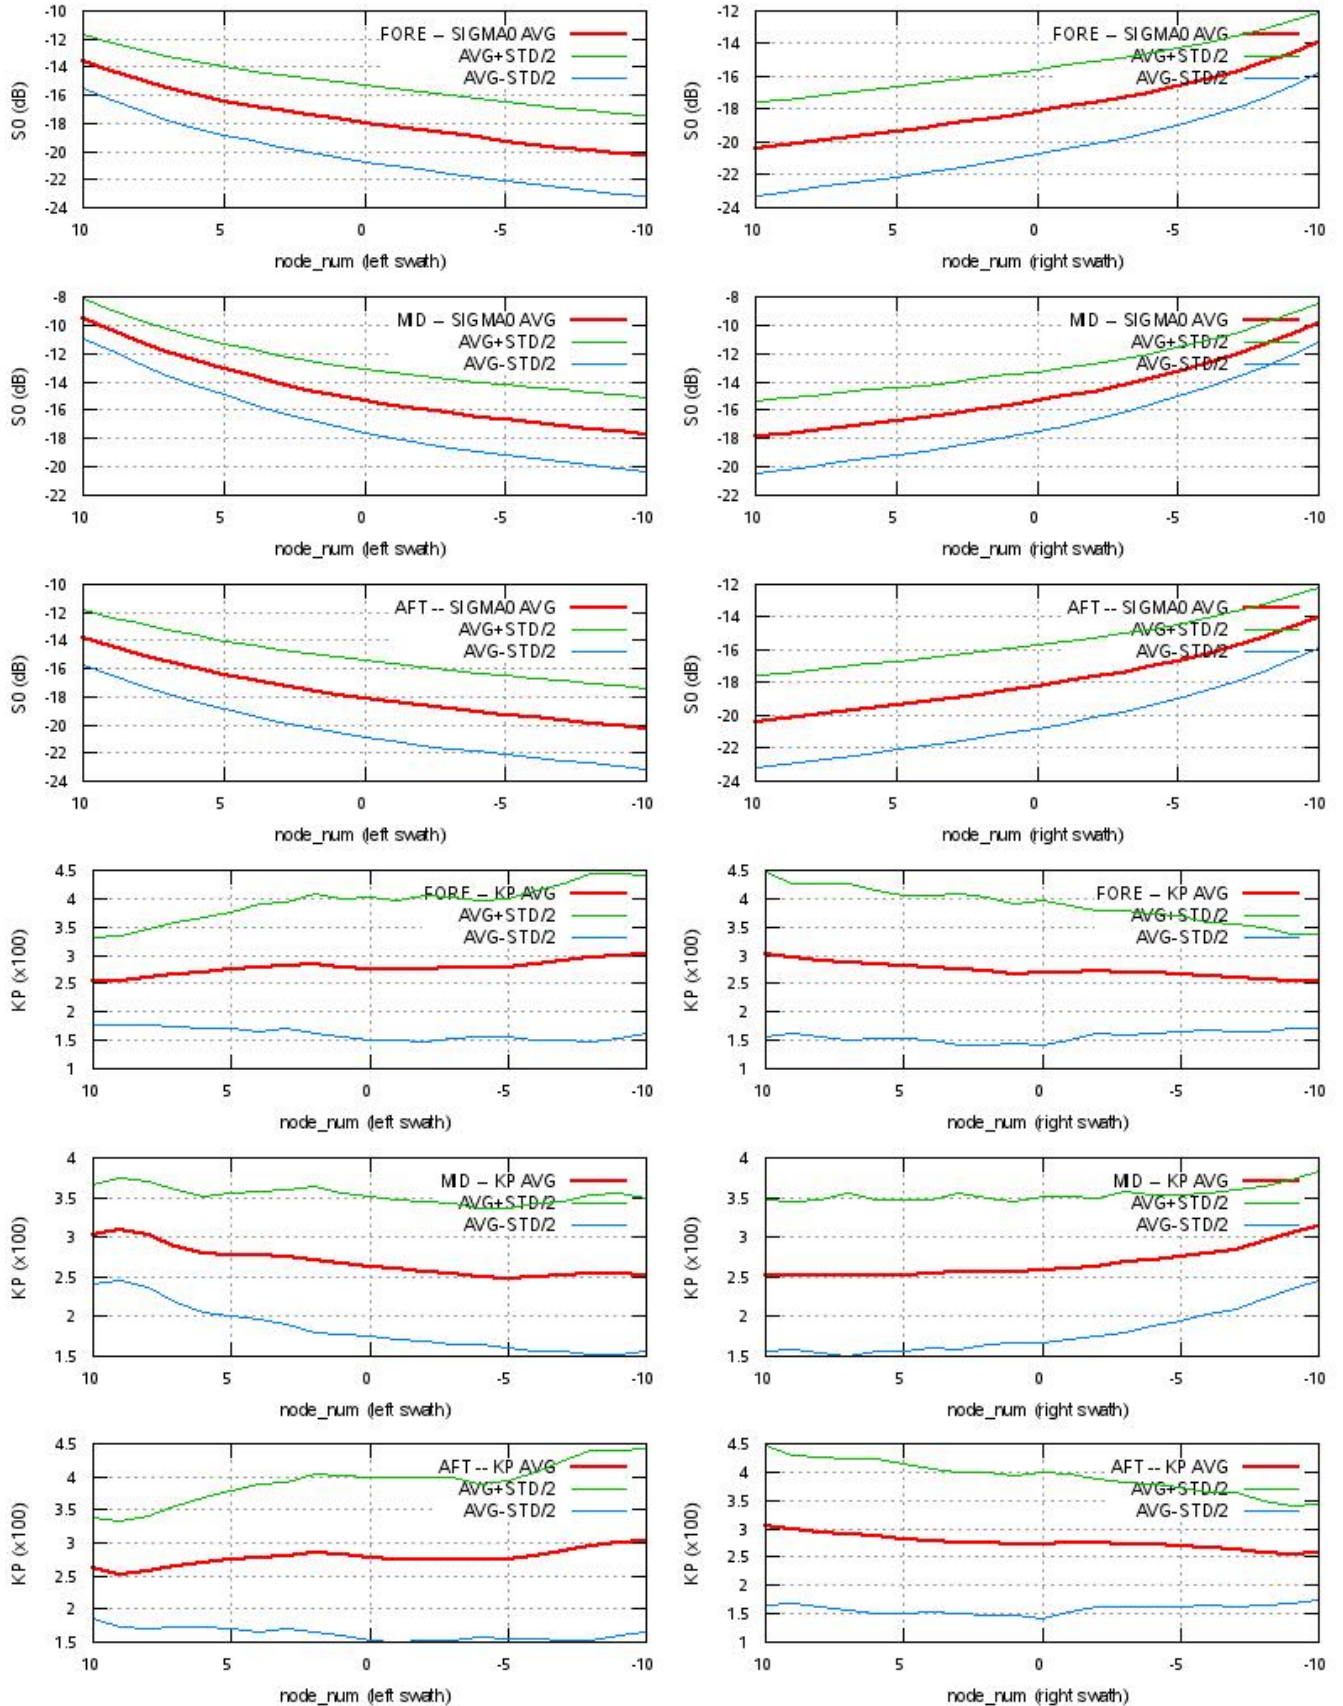 -10
FORE – SIGMA0 AVG
-12
AVG+STD/2
-14
AVG-STD/2
-16
-18
-20
-22
-24
S0 (dB)
10 5 0 -5 -10
node_num (left swath)
-12
FORE – SIGMA0 AVG
-14
AVG+STD/2
AVG-STD/2
-16
-18
-20
-22
-24
S0 (dB)
10 5 0 -5 -10
node_num (right swath)
-8
MID – SIGMA0 AVG
-10
AVG+STD/2
-12
AVG-STD/2
-14
-16
-18
-20
-22
S0 (dB)
10 5 0 -5 -10
node_num (left swath)
-8
MID – SIGMA0 AVG
-10
AVG+STD/2
-12
AVG-STD/2
-14
-16
-18
-20
-22
S0 (dB)
10 5 0 -5 -10
node_num (right swath)
-10
AFT -- SIGMA0 AVG
-12
AVG+STD/2
-14
AVG-STD/2
-16
-18
-20
-22
-24
S0 (dB)
10 5 0 -5 -10
node_num (left swath)
-12
AFT -- SIGMA0 AVG
-14
AVG+STD/2
AVG-STD/2
-16
-18
-20
-22
-24
S0 (dB)
10 5 0 -5 -10
node_num (right swath)
4.5
FORE – KP AVG
4
AVG+STD/2
3.5
AVG-STD/2
3
2.5
2
1.5
1
KP (x100)
10 5 0 -5 -10
node_num (left swath)
4.5
FORE – KP AVG
4
AVG+STD/2
3.5
AVG-STD/2
3
2.5
2
1.5
1
KP (x100)
10 5 0 -5 -10
node_num (right swath)
4
MID – KP AVG
3.5
AVG+STD/2
AVG-STD/2
3
2.5
2
1.5
KP (x100)
10 5 0 -5 -10
node_num (left swath)
4
MID – KP AVG
3.5
AVG+STD/2
AVG-STD/2
3
2.5
2
1.5
KP (x100)
10 5 0 -5 -10
node_num (right swath)
4.5
AFT -- KP AVG
4
AVG+STD/2
3.5
AVG-STD/2
3
2.5
2
1.5
KP (x100)
10 5 0 -5 -10
node_num (left swath)
4.5
AFT -- KP AVG
4
AVG+STD/2
3.5
AVG-STD/2
3
2.5
2
1.5
1
KP (x100)
10 5 0 -5 -10
node_num (right swath)